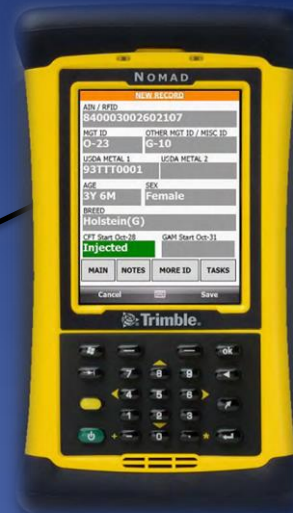 NOMAD
NEW RECORD
AIN / RFID
840003002602107
MGT ID OTHER MGT ID / MISC ID
O-23 G-10
USDA METAL 1 USDA METAL 2
93TTT0001
AGE SEX
3Y 6M Female
BREED
Holstein(G)
CFT Start Oct-28 GAM Start Oct-31
Injected
MAIN NOTES MORE ID TASKS
Cancel Save
Trimble.
ok
7 8 9
4 5 6
1 2 3
+ - 0 . *